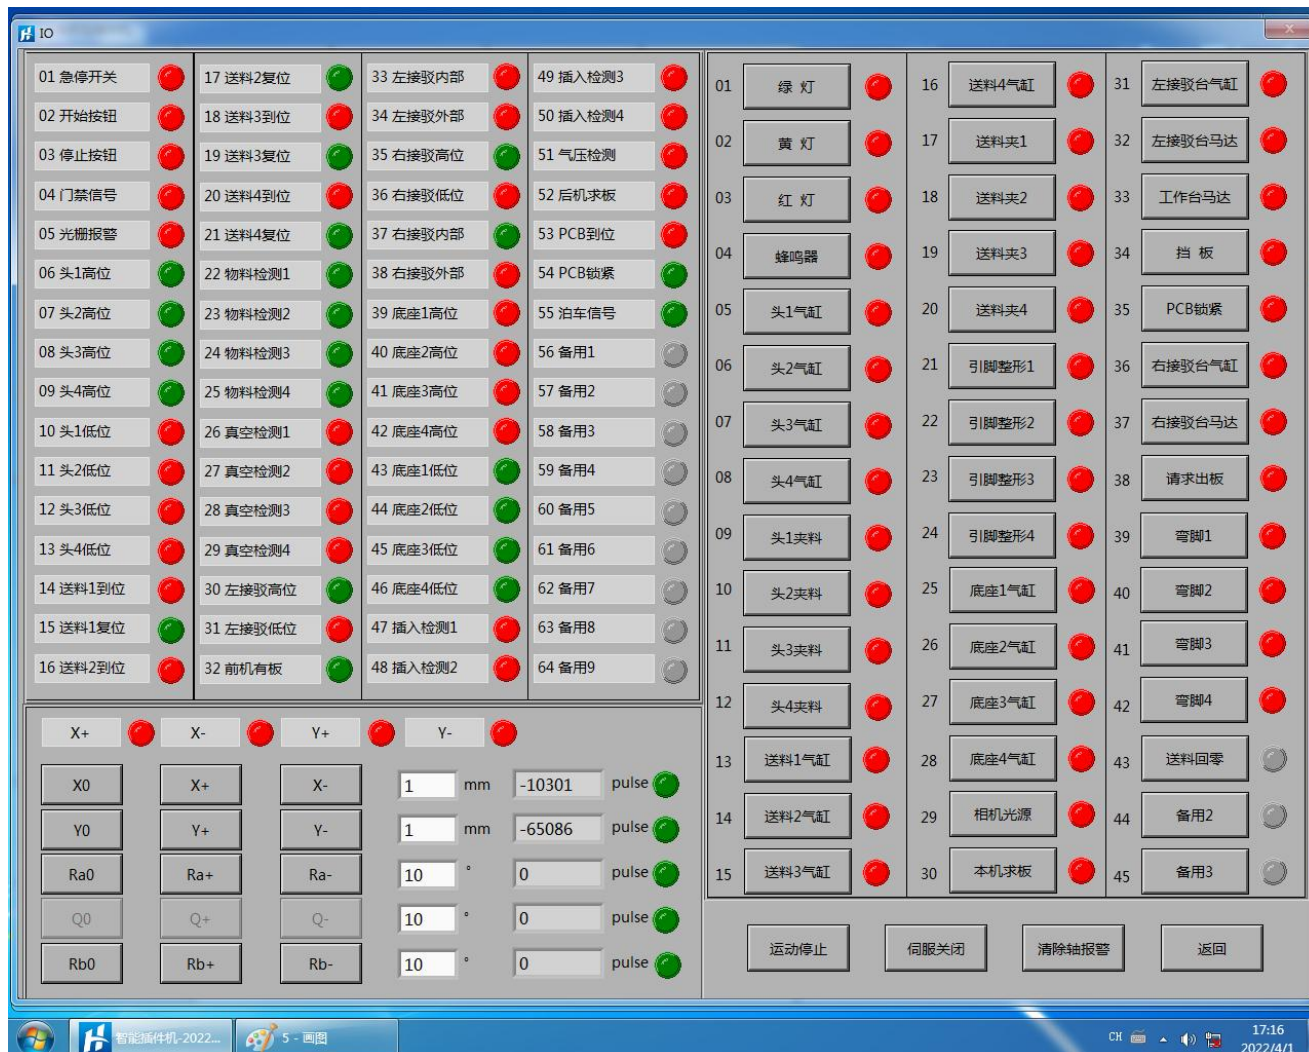 IO
01 急停开关
02 开始按钮
03 停止按钮
04 门禁信号
05 光栅报警
06 头1高位
07 头2高位
08 头3高位
09 头4高位
10 头1低位
11 头2低位
12 头3低位
13 头4低位
14 送料1到位
15 送料1复位
16 送料2到位
17 送料2复位
18 送料3到位
19 送料3复位
20 送料4到位
21 送料4复位
22 物料检测1
23 物料检测2
24 物料检测3
25 物料检测4
26 真空检测1
27 真空检测2
28 真空检测3
29 真空检测4
30 左接驳高位
31 左接驳低位
32 前机有板
33 左接驳内部
34 左接驳外部
35 右接驳高位
36 右接驳低位
37 右接驳内部
38 右接驳外部
39 底座1高位
40 底座2高位
41 底座3高位
42 底座4高位
43 底座1低位
44 底座2低位
45 底座3低位
46 底座4低位
47 插入检测1
48 插入检测2
49 插入检测3
50 插入检测4
51 气压检测
52 后机求板
53 PCB到位
54 PCB锁紧
55 泊车信号
56 备用1
57 备用2
58 备用3
59 备用4
60 备用5
61 备用6
62 备用7
63 备用8
64 备用9
X+ X- Y+ Y-
X0 X+ X- 1 mm -10301 pulse
Y0 Y+ Y- 1 mm -65086 pulse
Ra0 Ra+ Ra- 10 ° 0 pulse
Q0 Q+ Q- 10 ° 0 pulse
Rb0 Rb+ Rb- 10 ° 0 pulse
01 绿 灯
02 黄 灯
03 红 灯
04 蜂鸣器
05 头1气缸
06 头2气缸
07 头3气缸
08 头4气缸
09 头1夹料
10 头2夹料
11 头3夹料
12 头4夹料
13 送料1气缸
14 送料2气缸
15 送料3气缸
16 送料4气缸
17 送料夹1
18 送料夹2
19 送料夹3
20 送料夹4
21 引脚整形1
22 引脚整形2
23 引脚整形3
24 引脚整形4
25 底座1气缸
26 底座2气缸
27 底座3气缸
28 底座4气缸
29 相机光源
30 本机求板
31 左接驳台气缸
32 左接驳台马达
33 工作台马达
34 挡 板
35 PCB锁紧
36 右接驳台气缸
37 右接驳台马达
38 请求出板
39 弯脚1
40 弯脚2
41 弯脚3
42 弯脚4
43 送料回零
44 备用2
45 备用3
运动停止 伺服关闭 清除轴报警 返回
智能插件机-2022... 5 - 画图 CH 17:16
2022/4/1